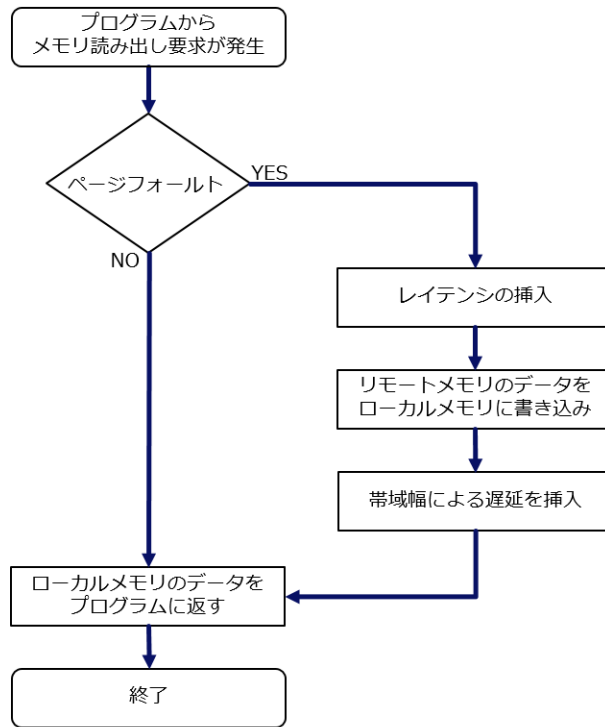 プログラムから
メモリ読み出し要求が発生
ページフォールト
YES
NO
レイテンシの挿入
リモートメモリのデータを
ローカルメモリに書き込み
帯域幅による遅延を挿入
ローカルメモリのデータを
プログラムに返す
終了